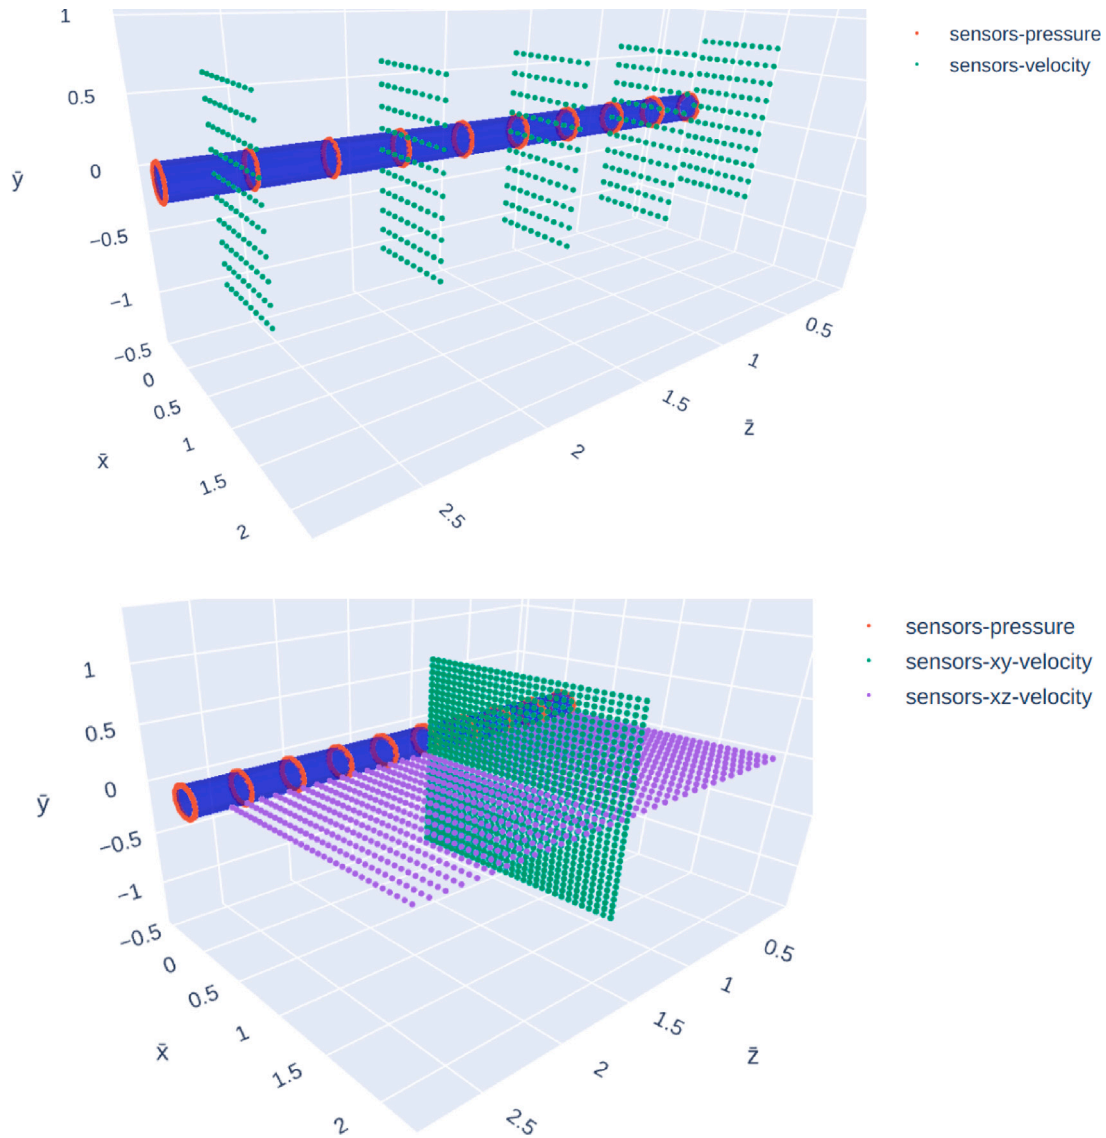 1
0.5
0
−0.5
−1
ȳ
−0.5
0
0.5
1
1.5
2
x̄
2.5
2
1.5
1
0.5
z̄
sensors-pressure
sensors-velocity
1
0.5
0
−0.5
−1
ȳ
−0.5
0
0.5
1
1.5
2
x̄
2.5
2
1.5
1
0.5
z̄
sensors-pressure
sensors-xy-velocity
sensors-xz-velocity